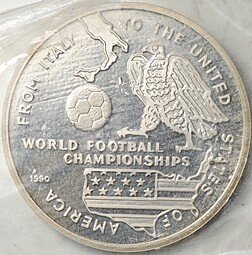 FROM ITALY TO THE UNITED STATES OF AMERICA
WORLD FOOTBALL
CHAMPIONSHIPS
1990